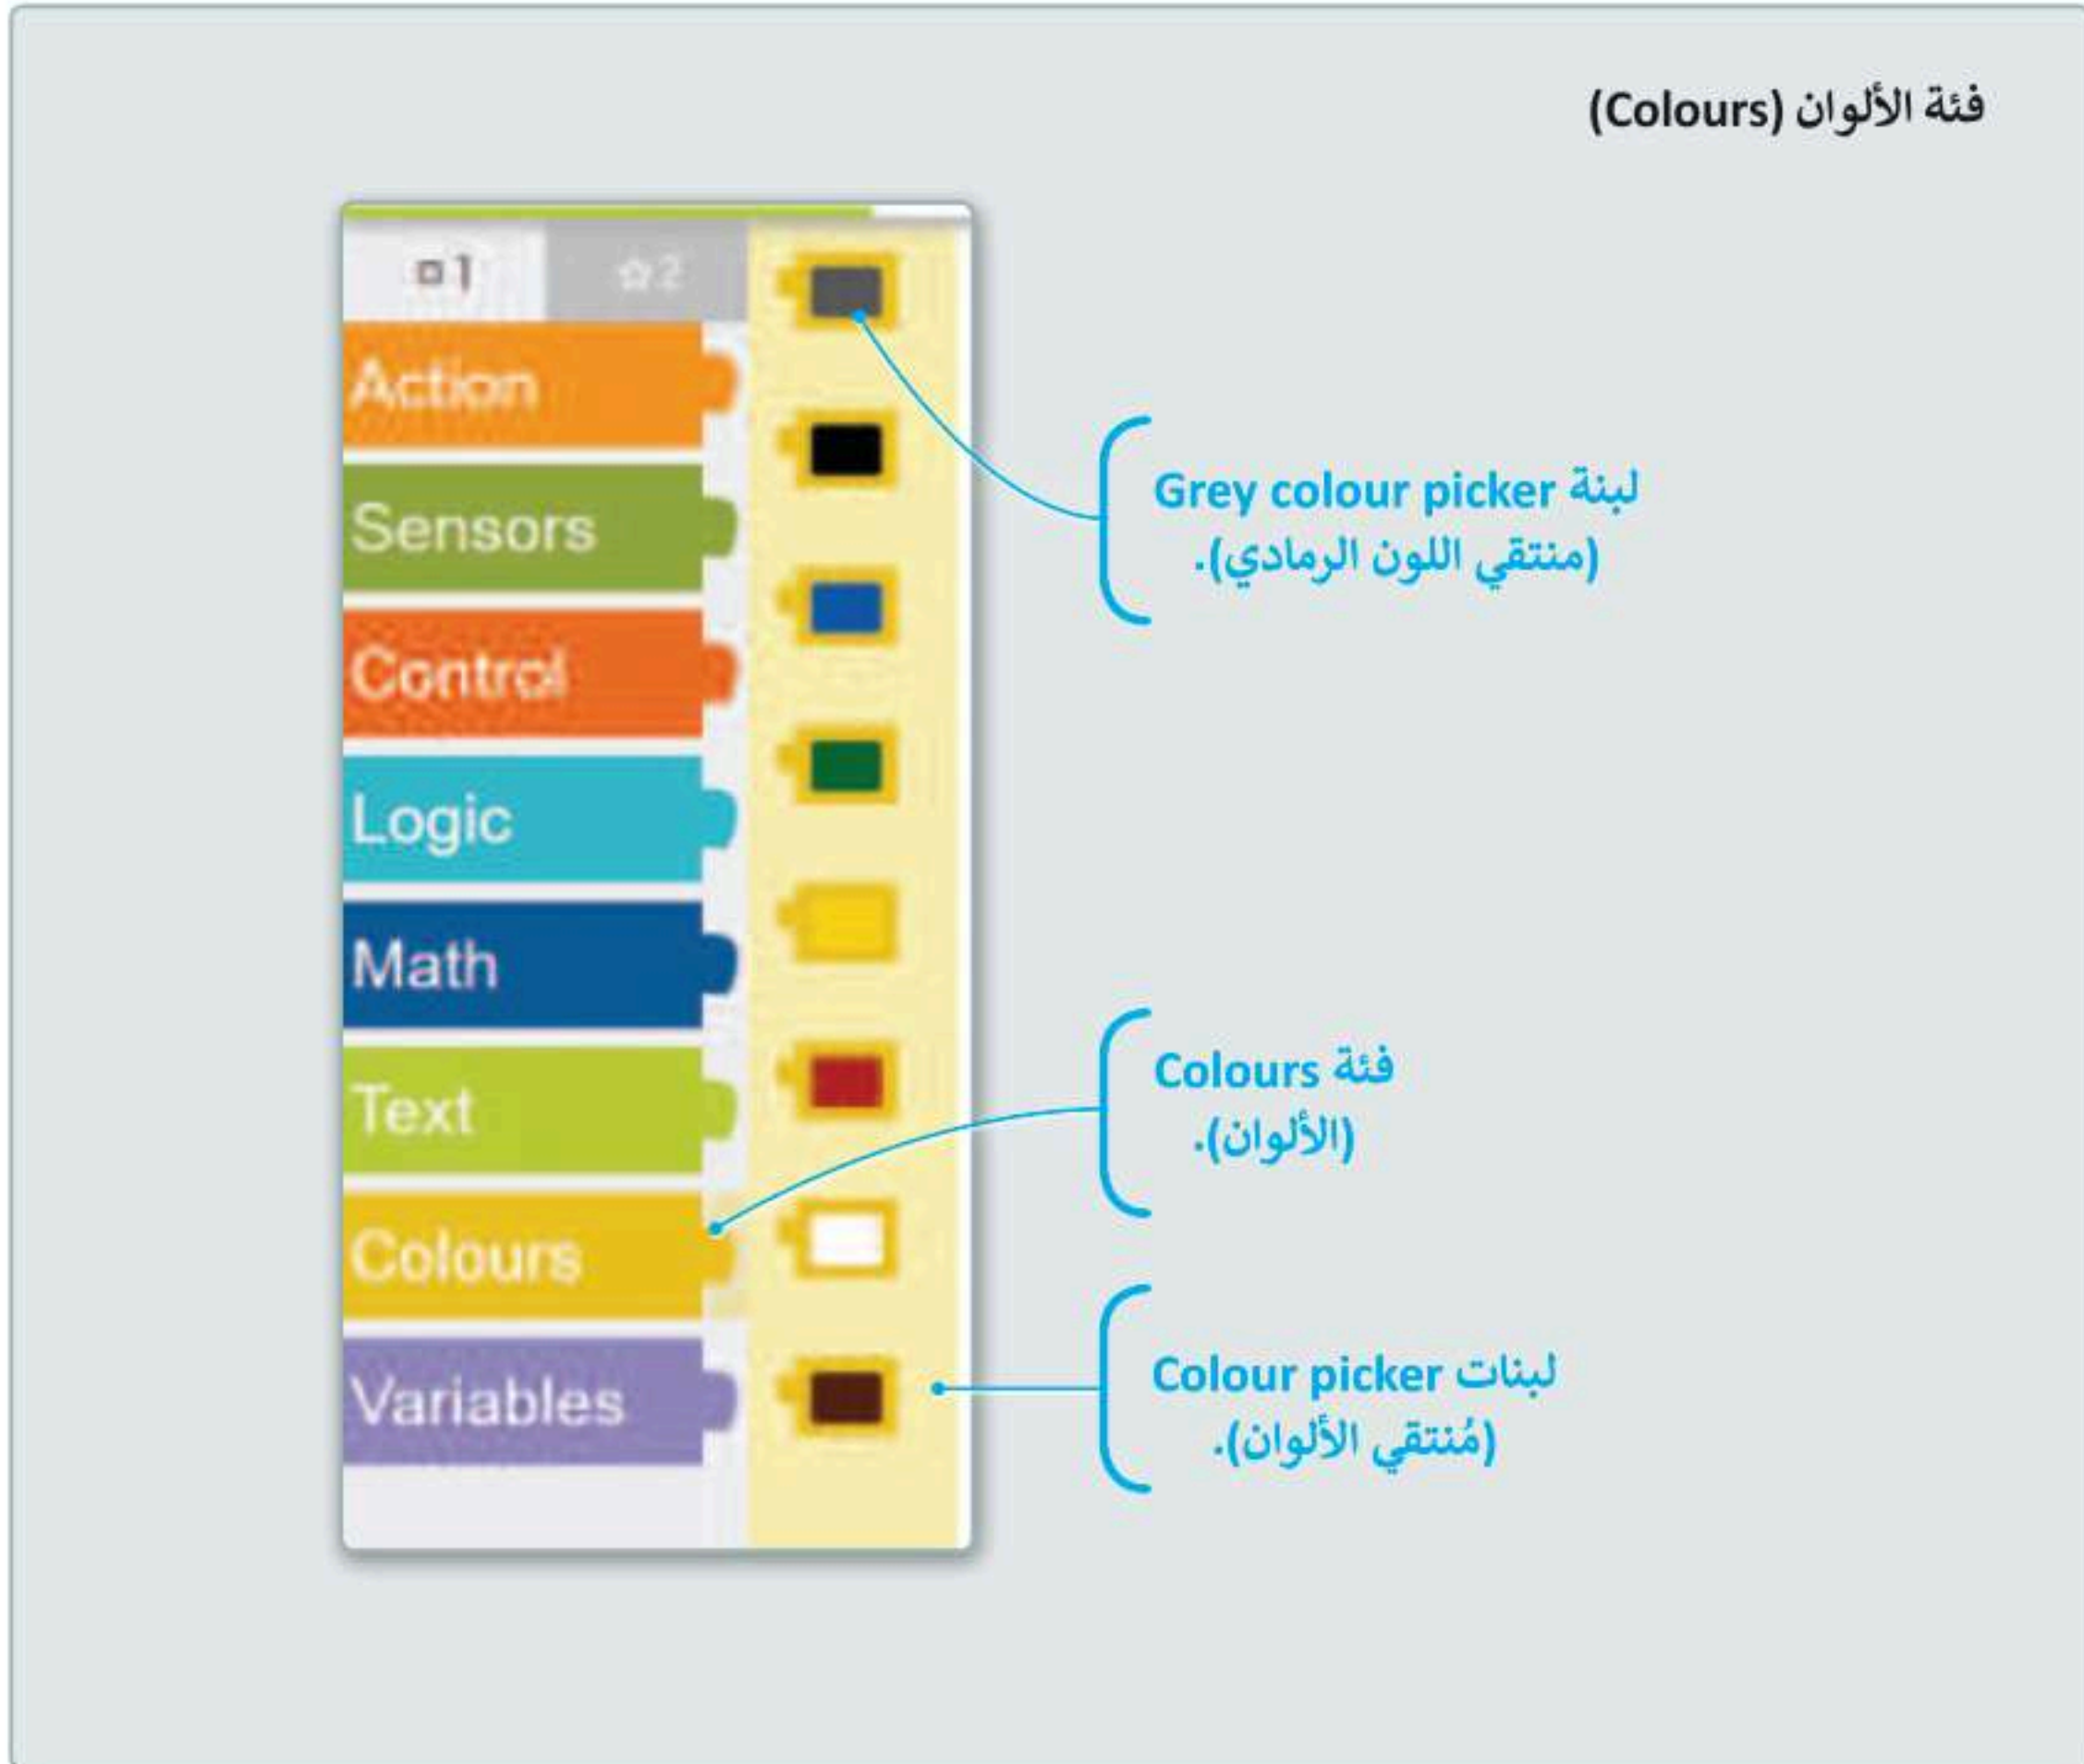 فئة الألوان (Colours)
1
2
Action
Sensors
Control
Logic
Math
Text
Colours
Variables
لبنة Grey colour picker
(منتقي اللون الرمادي).
فئة Colours
(الألوان).
لبنات Colour picker
(مُنتقي الألوان).